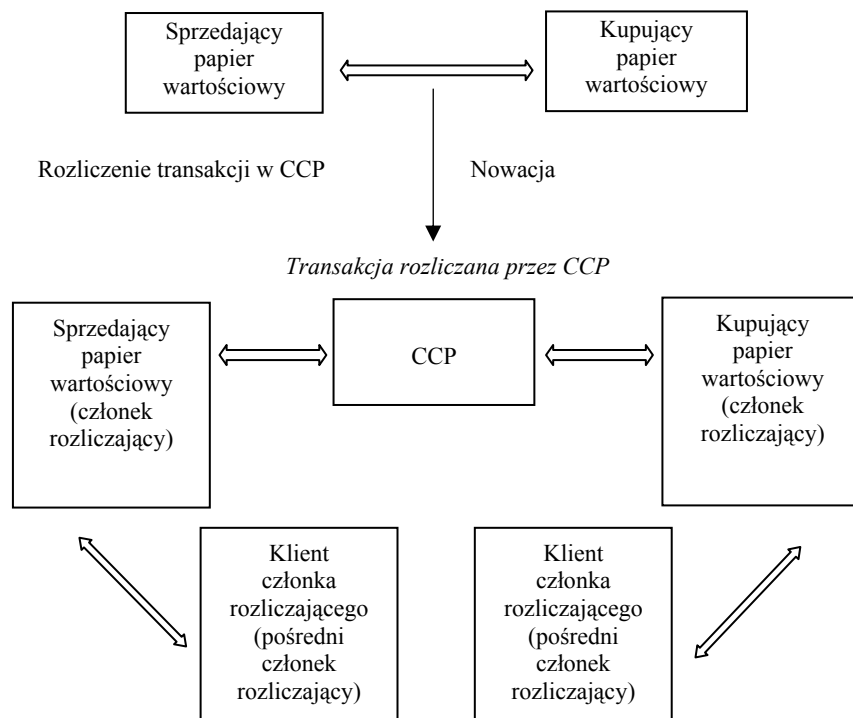 Sprzedający
papier
wartościowy
Kupujący
papier
wartościowy
Rozliczenie transakcji w CCP
Nowacja
Transakcja rozliczana przez CCP
Sprzedający
papier
wartościowy
(członek
rozliczający)
CCP
Kupujący
papier
wartościowy
(członek
rozliczający)
Klient
członka
rozliczającego
(pośredni
członek
rozliczający)
Klient
członka
rozliczającego
(pośredni
członek
rozliczający)